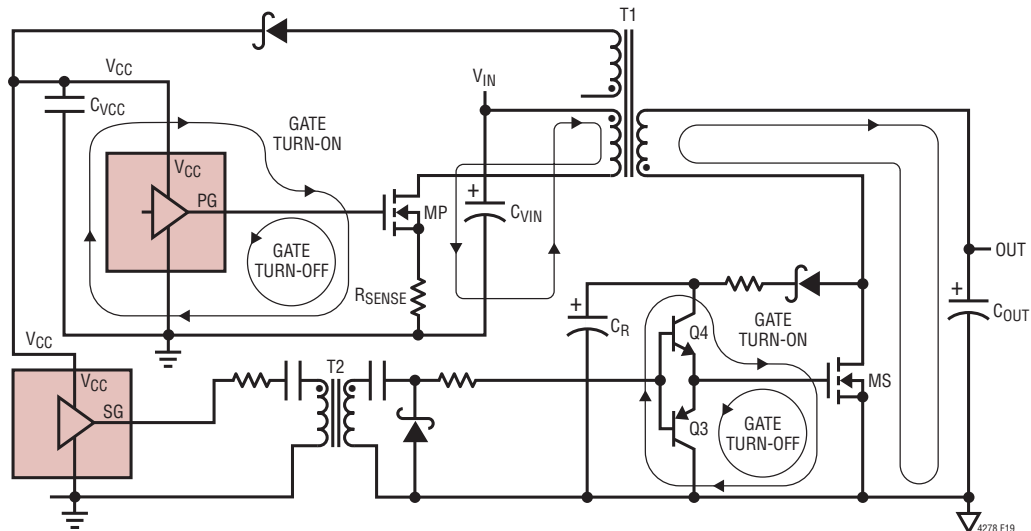 T1
VCC
VIN
CVCC
GATE
TURN-ON
VCC
PG
MP
+
CVIN
GATE
TURN-OFF
OUT
RSENSE
+
CR
Q4
GATE
TURN-ON
+
COUT
VCC
T2
MS
VCC
SG
Q3
GATE
TURN-OFF
4278 F19